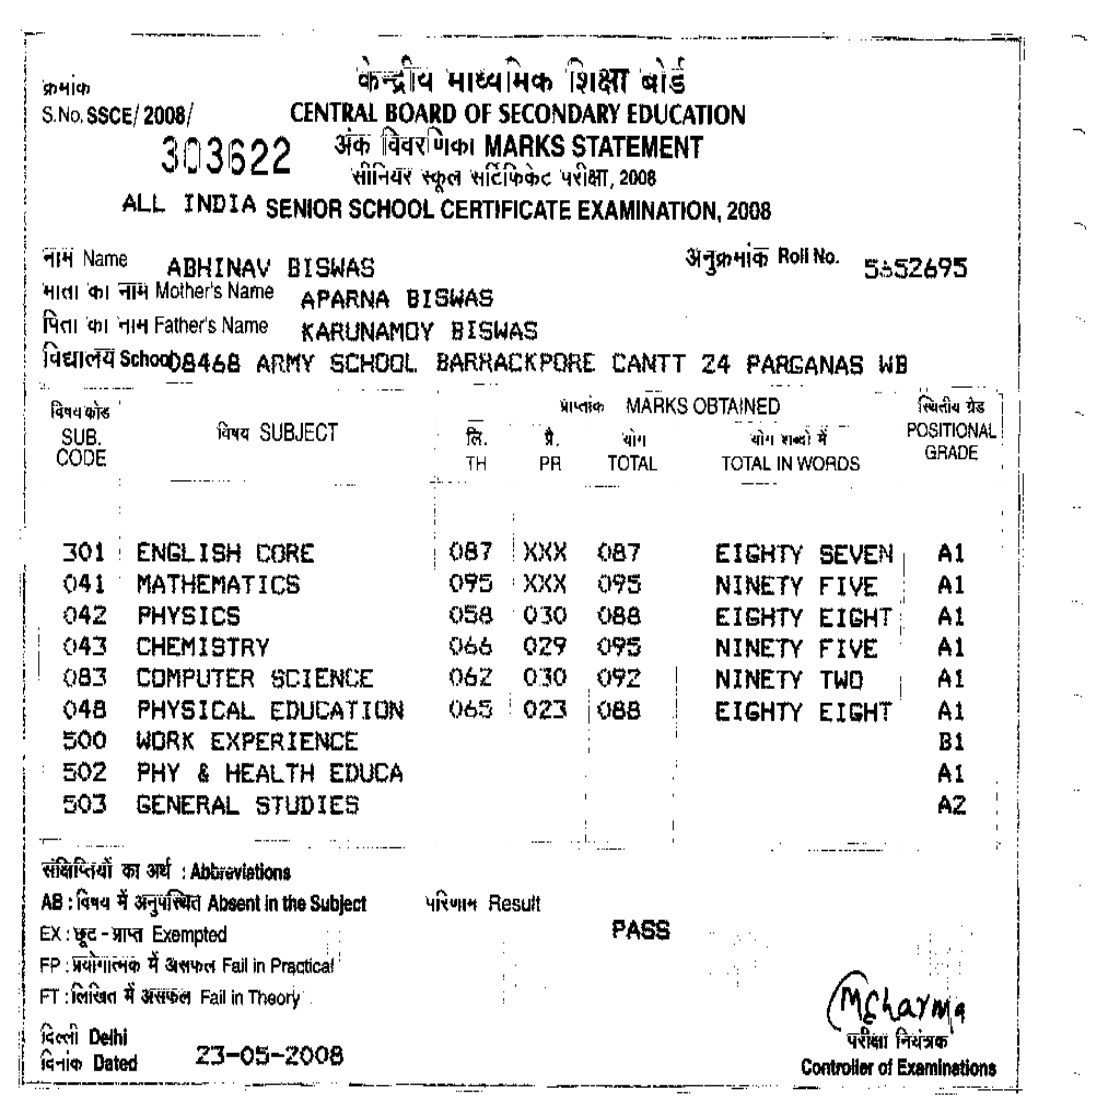 केन्द्रीय माध्यमिक शिक्षा बोर्ड
क्रमांक
S.No. SSCE/ 2008/ CENTRAL BOARD OF SECONDARY EDUCATION
303622 अंक विवरणिका MARKS STATEMENT
सीनियर स्कूल सर्टिफिकेट परीक्षा, 2008
ALL INDIA SENIOR SCHOOL CERTIFICATE EXAMINATION, 2008
नाम Name ABHINAV BISWAS अनुक्रमांक Roll No. 5652695
माता का नाम Mother's Name APARNA BISWAS
पिता का नाम Father's Name KARUNAMOY BISWAS
विद्यालय School 08468 ARMY SCHOOL BARRACKPORE CANTT 24 PARGANAS WB
विषय कोड SUB. CODE विषय SUBJECT प्राप्तांक MARKS OBTAINED स्थितीय ग्रेड POSITIONAL GRADE
लि. प्रै. योग योग शब्दो में
TH PR TOTAL TOTAL IN WORDS
301 ENGLISH CORE 087 XXX 087 EIGHTY SEVEN A1
041 MATHEMATICS 095 XXX 095 NINETY FIVE A1
042 PHYSICS 058 030 088 EIGHTY EIGHT A1
043 CHEMISTRY 066 029 095 NINETY FIVE A1
083 COMPUTER SCIENCE 062 030 092 NINETY TWO A1
048 PHYSICAL EDUCATION 065 023 088 EIGHTY EIGHT A1
500 WORK EXPERIENCE B1
502 PHY & HEALTH EDUCA A1
503 GENERAL STUDIES A2
संक्षिप्तियों का अर्थ : Abbreviations
AB : विषय में अनुपस्थित Absent in the Subject परिणाम Result
EX : छूट - प्राप्त Exempted PASS
FP : प्रयोगात्मक में असफल Fail in Practical
FT : लिखित में असफल Fail in Theory
MSharma
दिल्ली Delhi परीक्षा नियंत्रक
दिनांक Dated 23-05-2008 Controller of Examinations